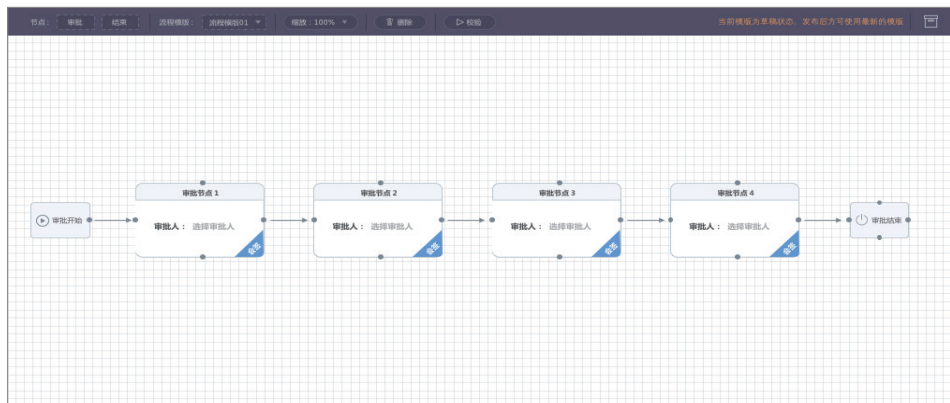 节点： 审批 结束 流程模版： 流程模版01 缩放：100% 删除 校验 当前模版为草稿状态，发布后方可使用最新的模版
审批开始
审批节点 1
审批人： 选择审批人
会签
审批节点 2
审批人： 选择审批人
会签
审批节点 3
审批人： 选择审批人
会签
审批节点 4
审批人： 选择审批人
会签
审批结束